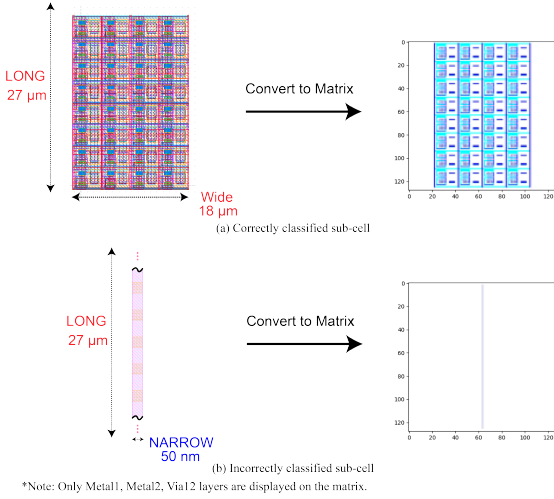 LONG
27 µm
Wide
18 µm
Convert to Matrix
0
20
40
60
80
100
120
0 20 40 60 80 100 120
(a) Correctly classified sub-cell
LONG
27 µm
NARROW
50 nm
Convert to Matrix
0
20
40
60
80
100
120
0 20 40 60 80 100 120
(b) Incorrectly classified sub-cell
*Note: Only Metal1, Metal2, Via12 layers are displayed on the matrix.